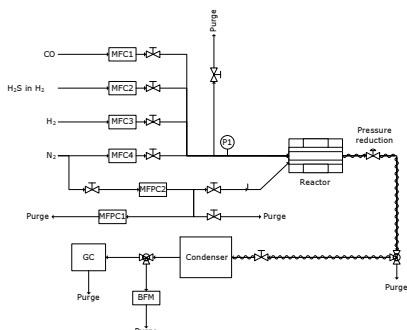 Purge
CO
MFC1
H₂S in H₂
MFC2
H₂
MFC3
P1
Pressure
reduction
N₂
MFC4
Reactor
MFPC2
Purge
MFPC1
Purge
GC
Condenser
Purge
Purge
BFM
Purge